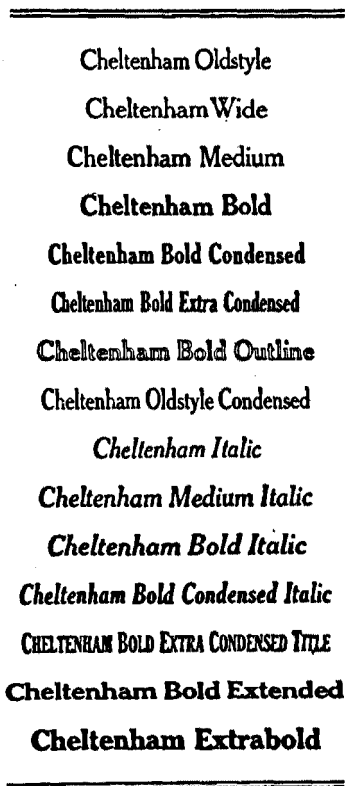 Cheltenham Oldstyle
Cheltenham Wide
Cheltenham Medium
Cheltenham Bold
Cheltenham Bold Condensed
Cheltenham Bold Extra Condensed
Cheltenham Bold Outline
Cheltenham Oldstyle Condensed
Cheltenham Italic
Cheltenham Medium Italic
Cheltenham Bold Italic
Cheltenham Bold Condensed Italic
CHELTENHAM BOLD EXTRA CONDENSED TITLE
Cheltenham Bold Extended
Cheltenham Extrabold